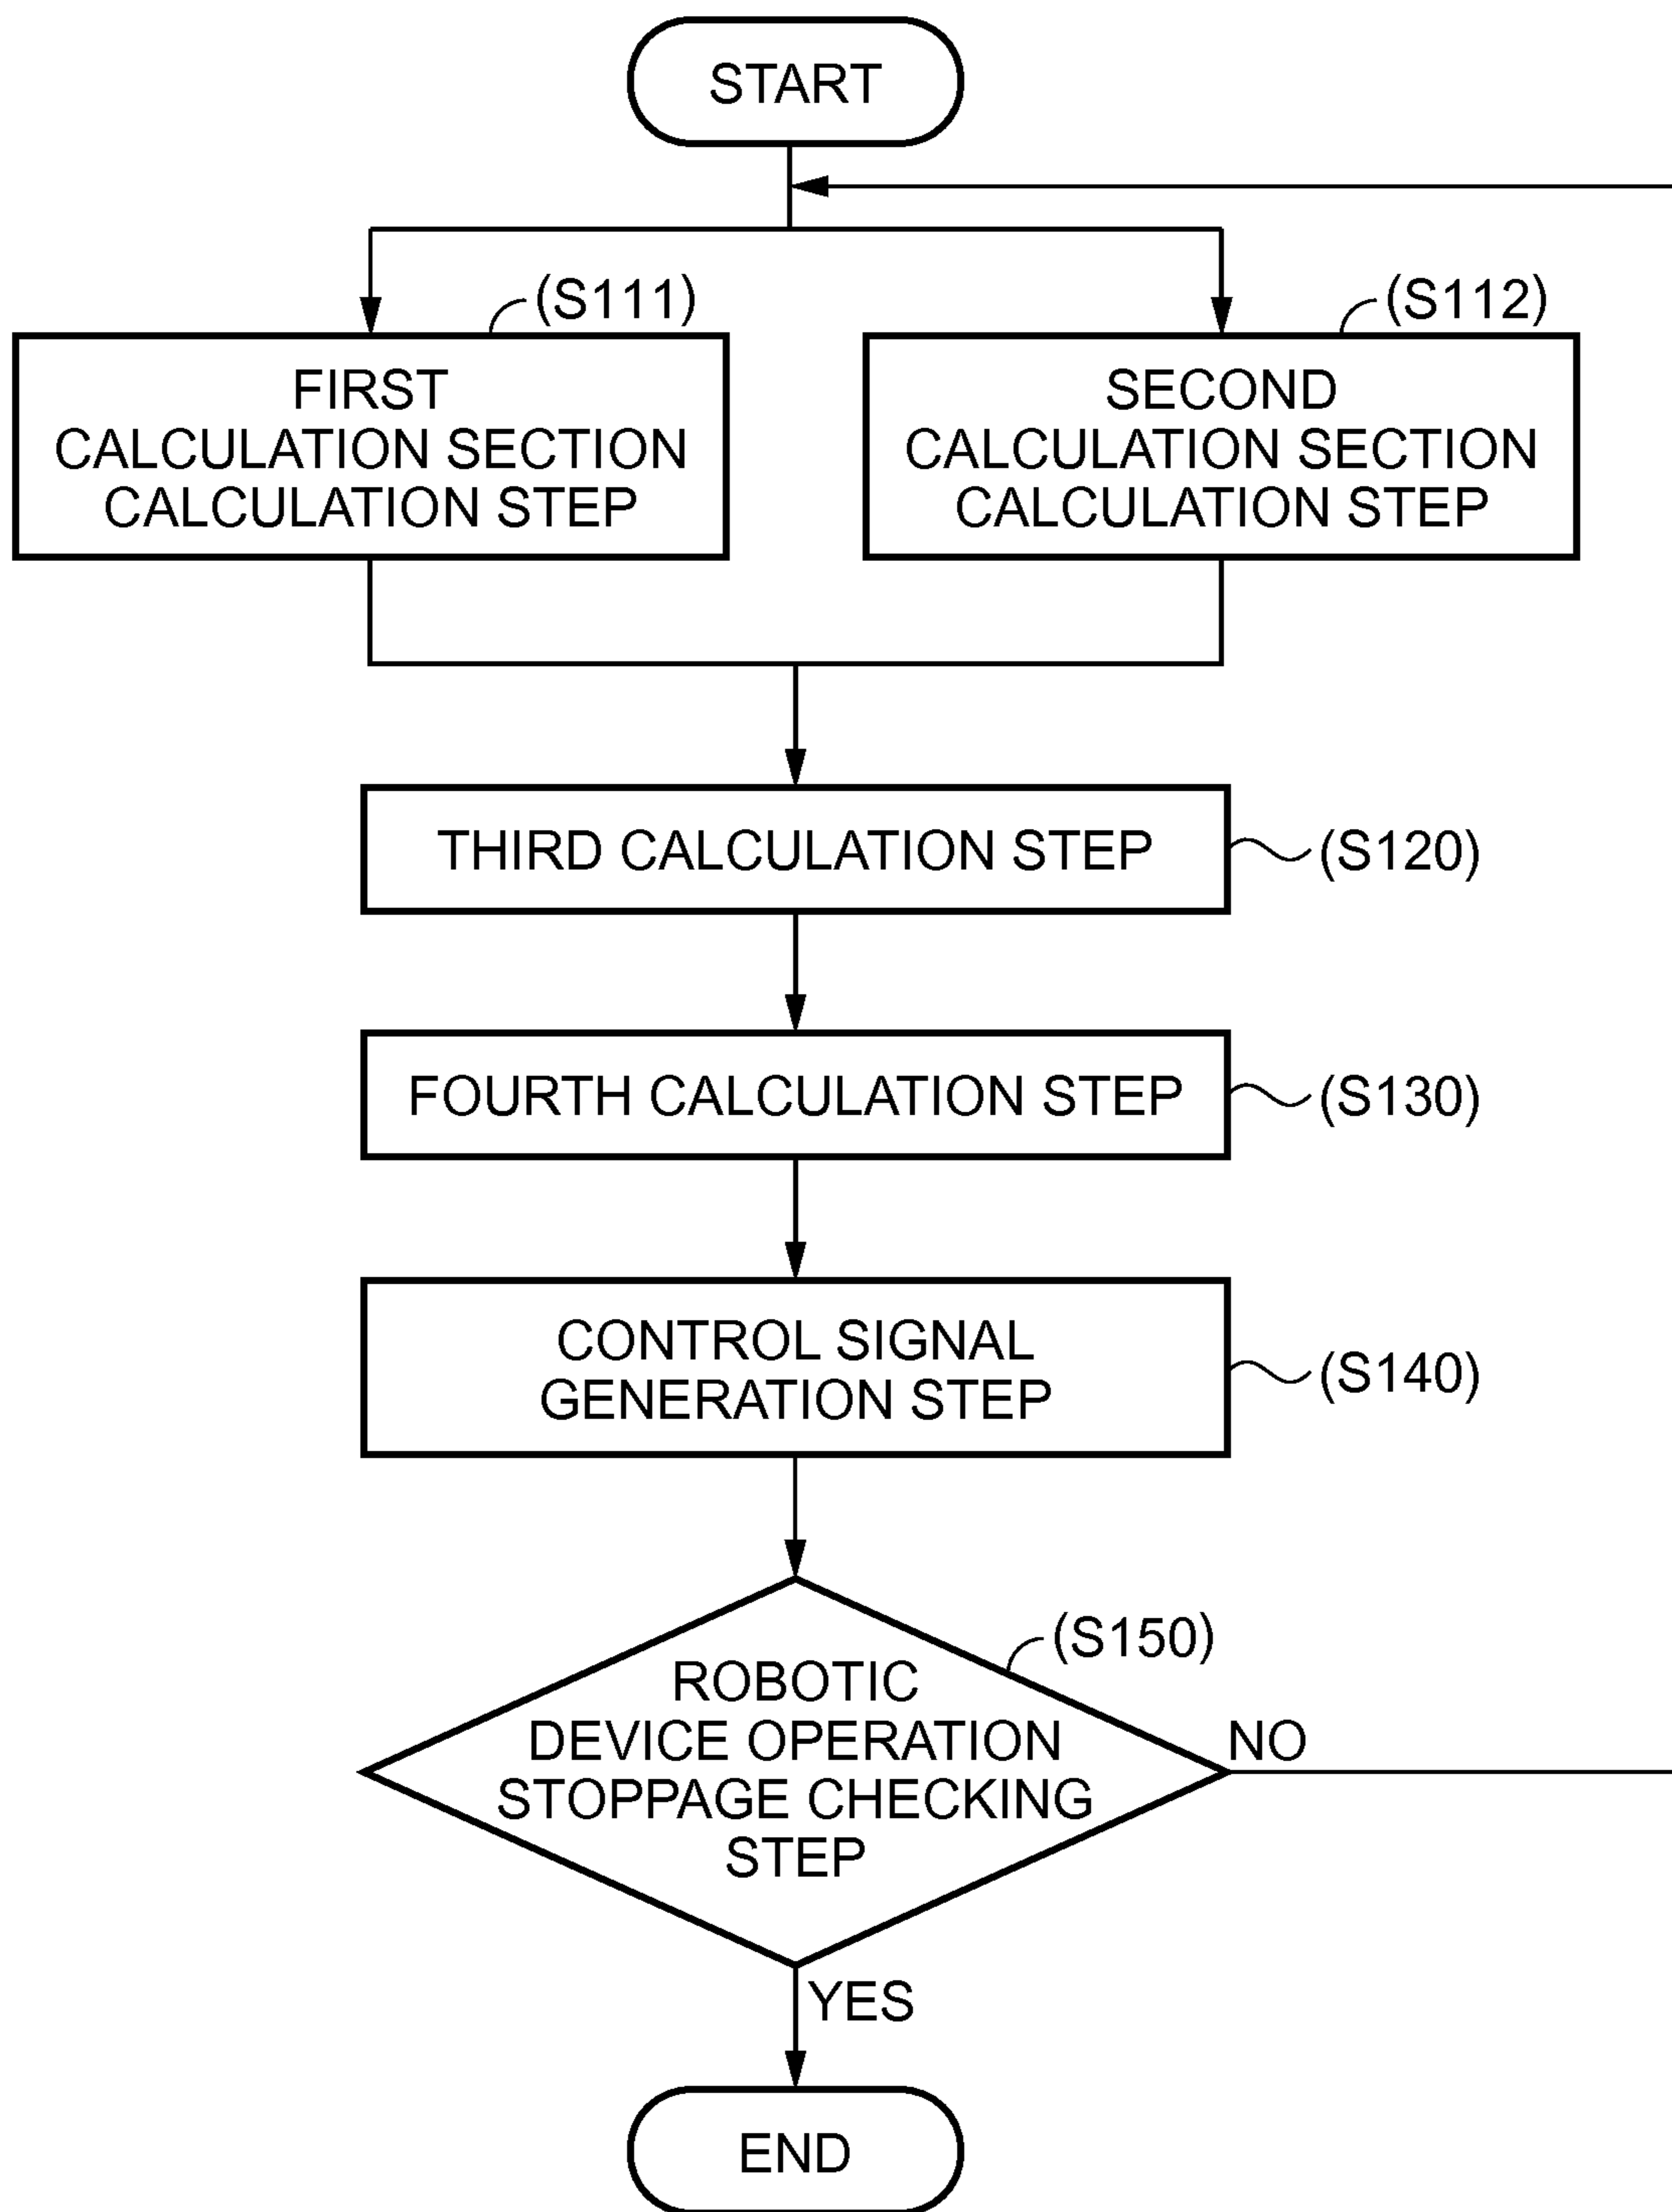 START
(S111)
FIRST
CALCULATION SECTION
CALCULATION STEP
(S112)
SECOND
CALCULATION SECTION
CALCULATION STEP
THIRD CALCULATION STEP
(S120)
FOURTH CALCULATION STEP
(S130)
CONTROL SIGNAL
GENERATION STEP
(S140)
(S150)
ROBOTIC
DEVICE OPERATION
STOPPAGE CHECKING
STEP
NO
YES
END